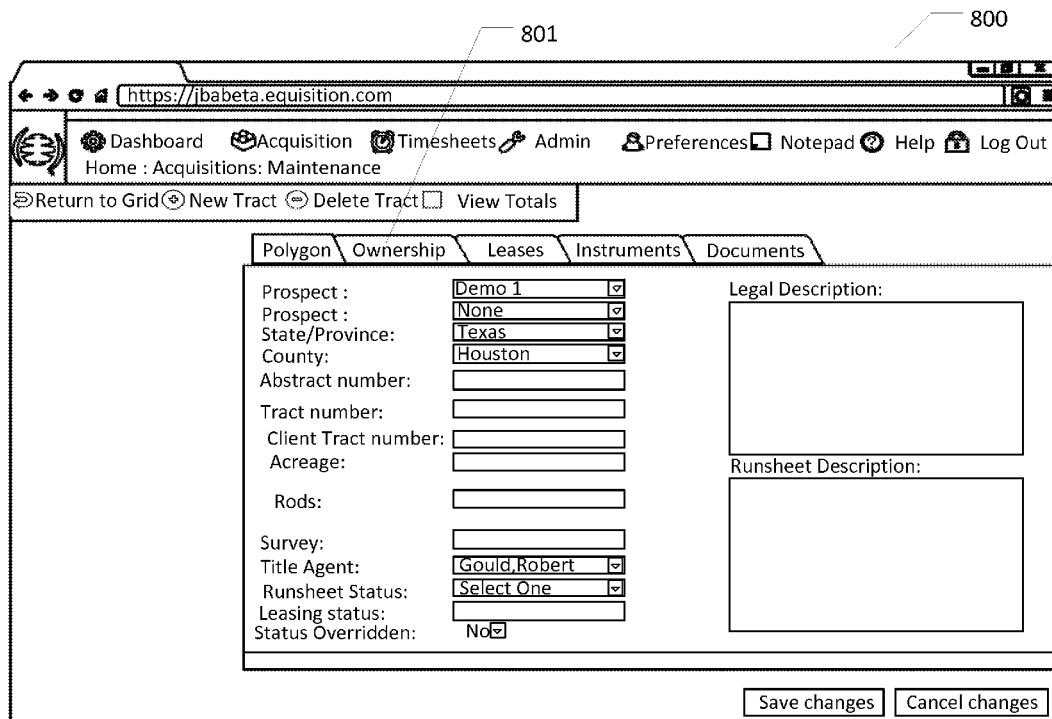 800
801
https://jbabeta.equisition.com
Dashboard Acquisition Timesheets Admin Preferences Notepad Help Log Out
Home : Acquisitions: Maintenance
Return to Grid New Tract Delete Tract View Totals
Polygon Ownership Leases Instruments Documents
Prospect : Demo 1
Prospect : None
State/Province: Texas
County: Houston
Abstract number:
Tract number:
Client Tract number:
Acreage:
Rods:
Survey:
Title Agent: Gould,Robert
Runsheet Status: Select One
Leasing status:
Status Overridden: No
Legal Description:
Runsheet Description:
Save changes Cancel changes